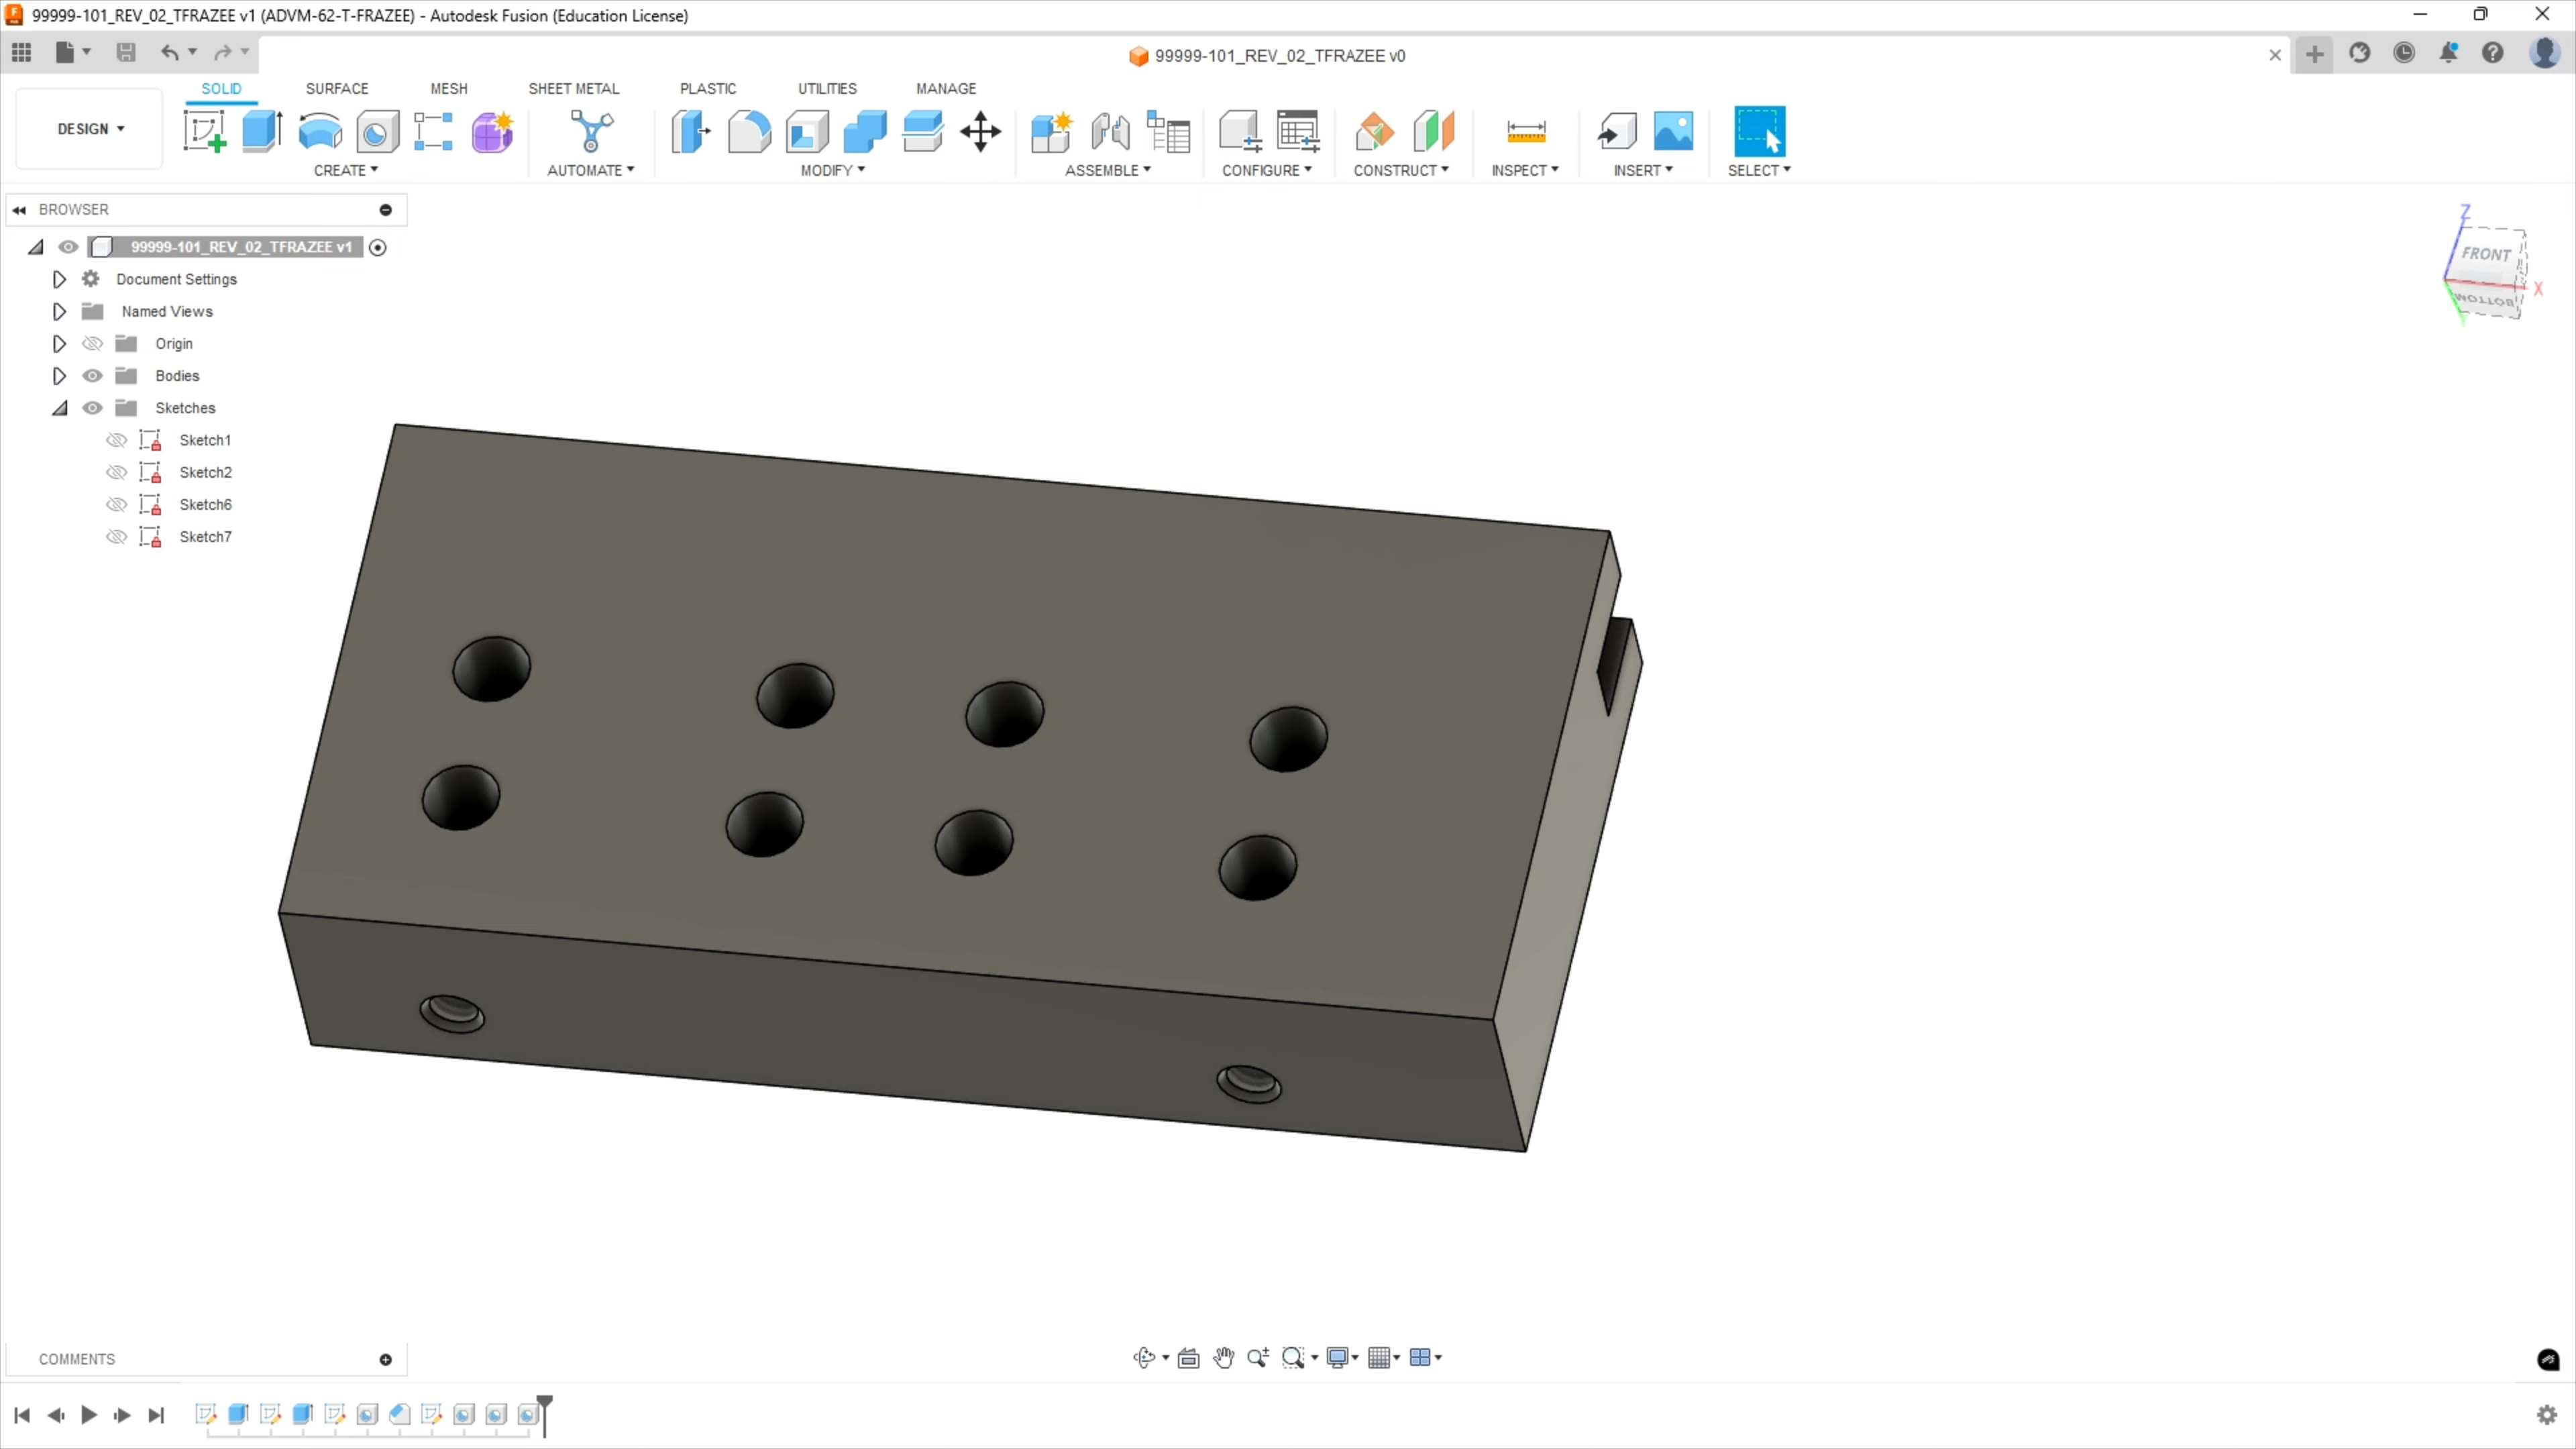 99999-101_REV_02_TFRAZEE v1 (ADVM-62-T-FRAZEE) - Autodesk Fusion (Education License)
99999-101_REV_02_TFRAZEE v0
SOLID SURFACE MESH SHEET METAL PLASTIC UTILITIES MANAGE
DESIGN
CREATE AUTOMATE MODIFY ASSEMBLE CONFIGURE CONSTRUCT INSPECT INSERT SELECT
BROWSER
99999-101_REV_02_TFRAZEE v1
Document Settings
Named Views
Origin
Bodies
Sketches
Sketch1
Sketch2
Sketch6
Sketch7
Z
FRONT
X
BOTTOM
Y
COMMENTS